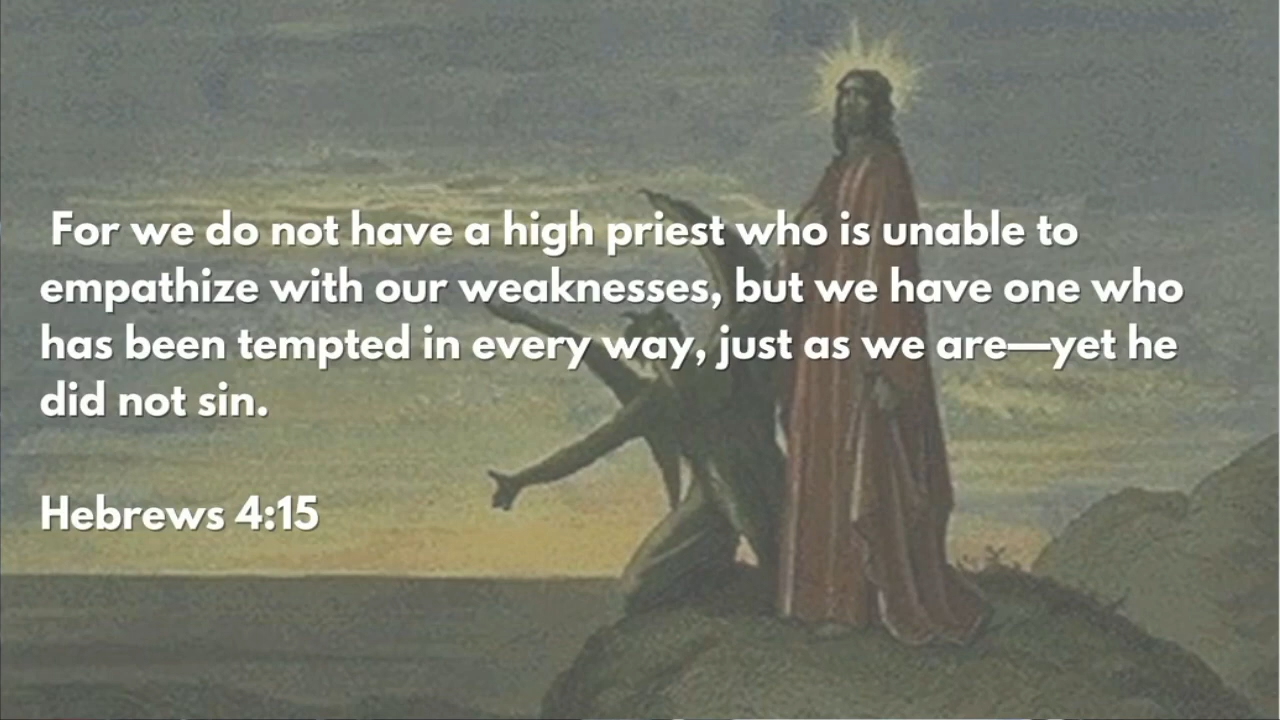 For we do not have a high priest who is unable to
empathize with our weaknesses, but we have one who
has been tempted in every way, just as we are—yet he
did not sin.
Hebrews 4:15